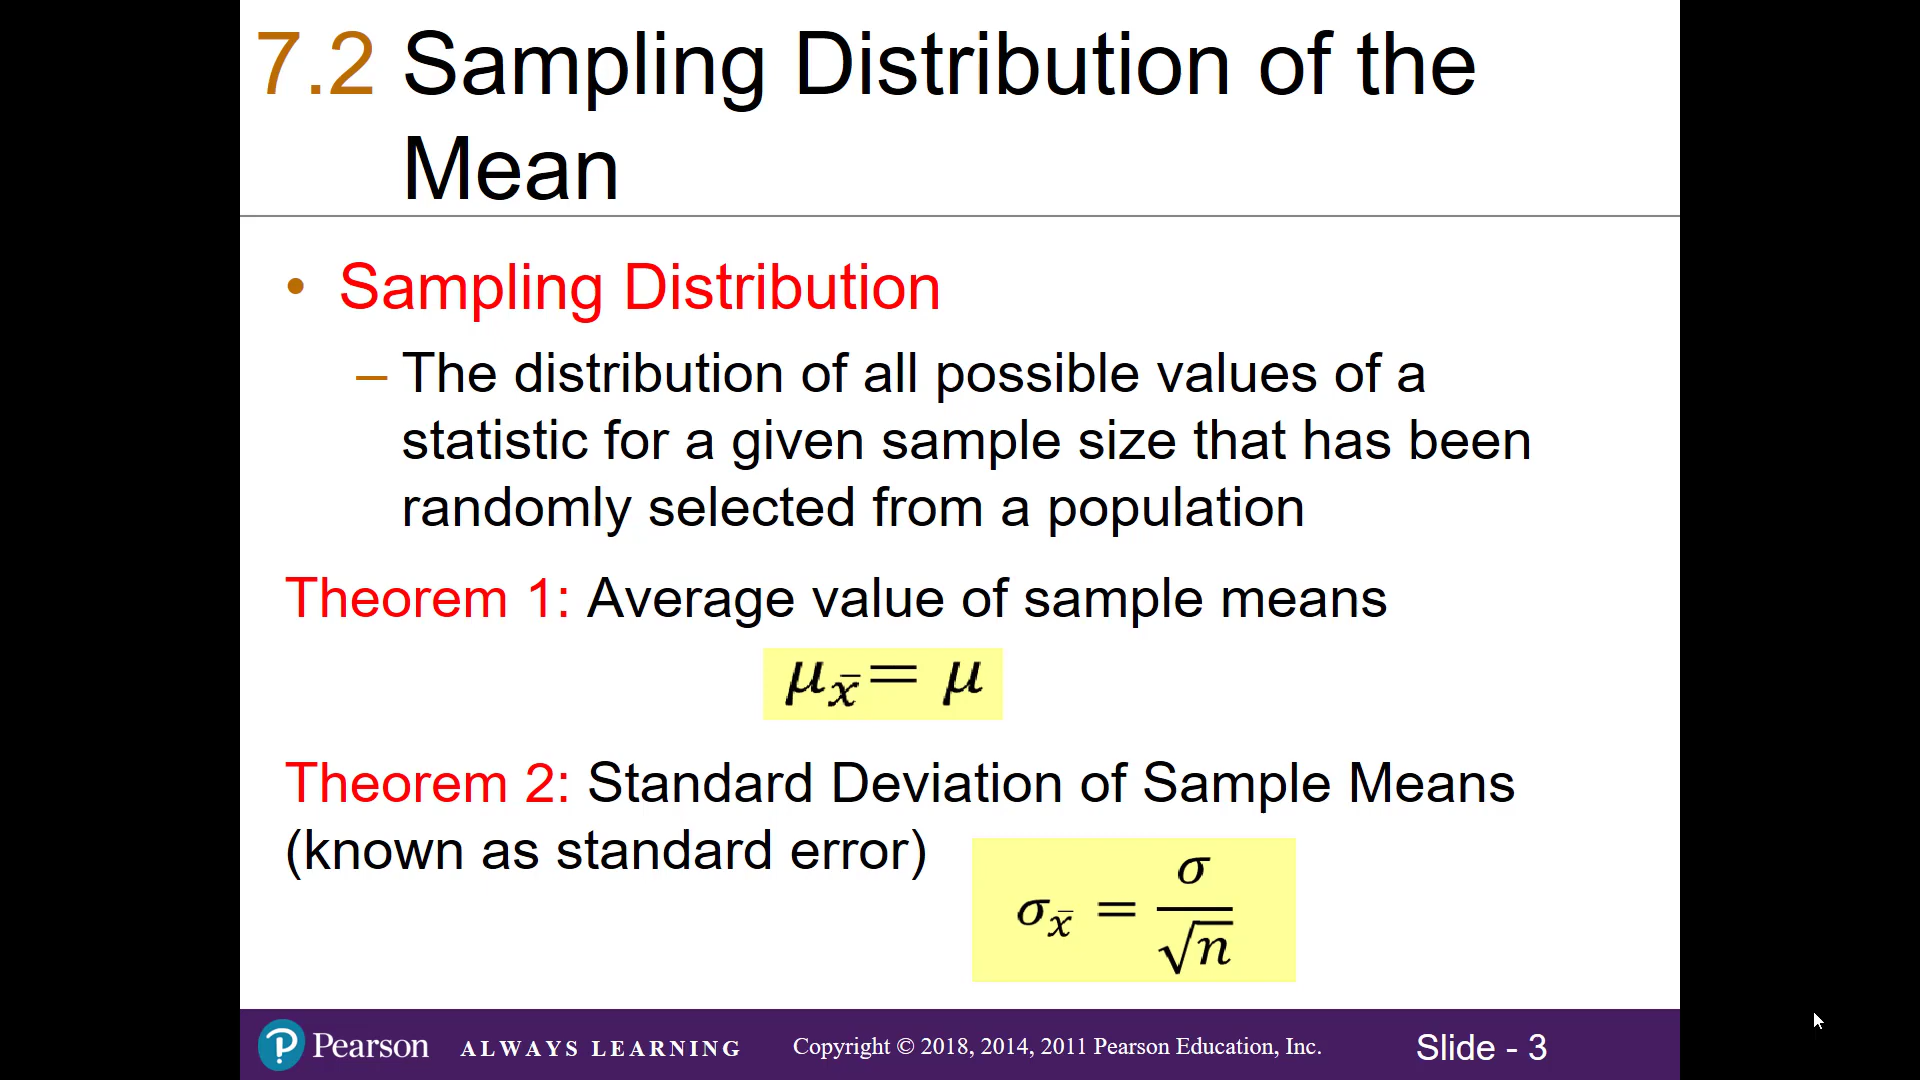 7.2 Sampling Distribution of the
Mean
• Sampling Distribution
– The distribution of all possible values of a
statistic for a given sample size that has been
randomly selected from a population
Theorem 1: Average value of sample means
μ_x̄ = μ
Theorem 2: Standard Deviation of Sample Means
(known as standard error)
σ_x̄ = σ/√n
Pearson ALWAYS LEARNING Copyright © 2018, 2014, 2011 Pearson Education, Inc. Slide - 3